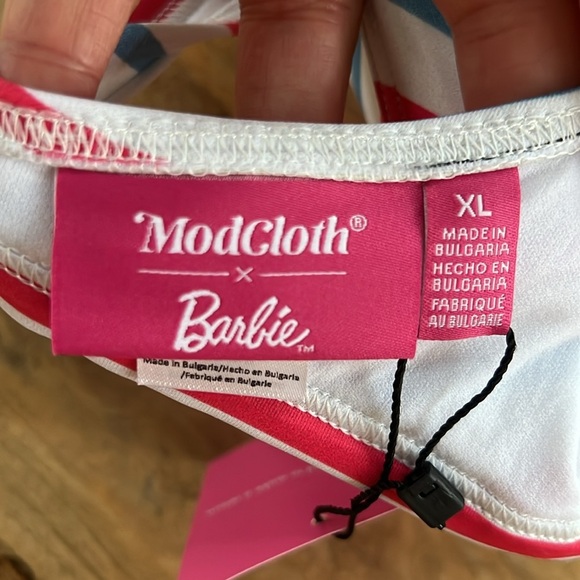 ModCloth®
×
Barbie™
XL
MADE IN
BULGARIA
HECHO EN
BULGARIA
FABRIQUÉ
AU BULGARIE
Made in Bulgaria/Hecho en Bulgaria
/Fabriqué en Bulgarie